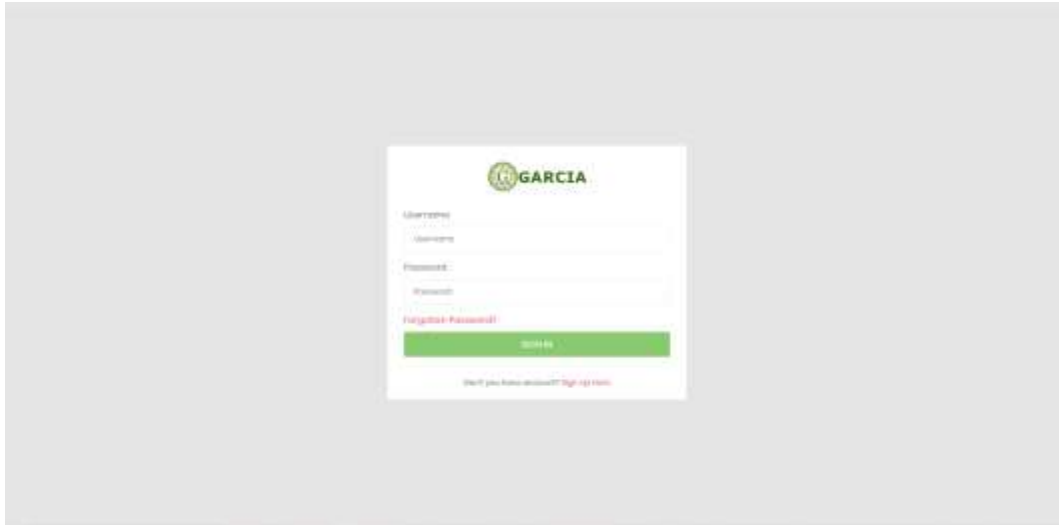 GARCIA
Username
Username
Password
Password
Forgotten Password?
SIGN IN
Don't you have account? Sign Up Here